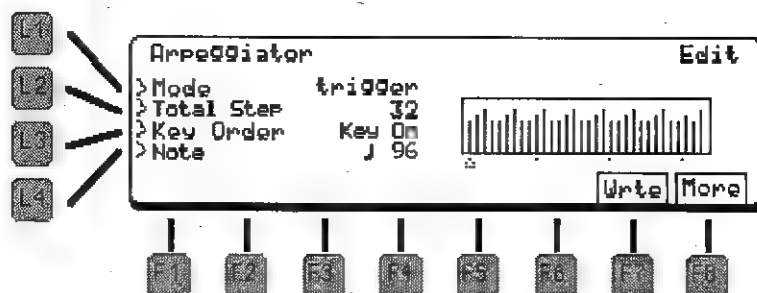 L1
L2
L3
L4
Arpeggiator Edit
>Mode trigger
>Total Step 32
>Key Order Key On
>Note ♩ 96
Wrte More
F1 F2 F3 F4 F5 F6 F7 F8